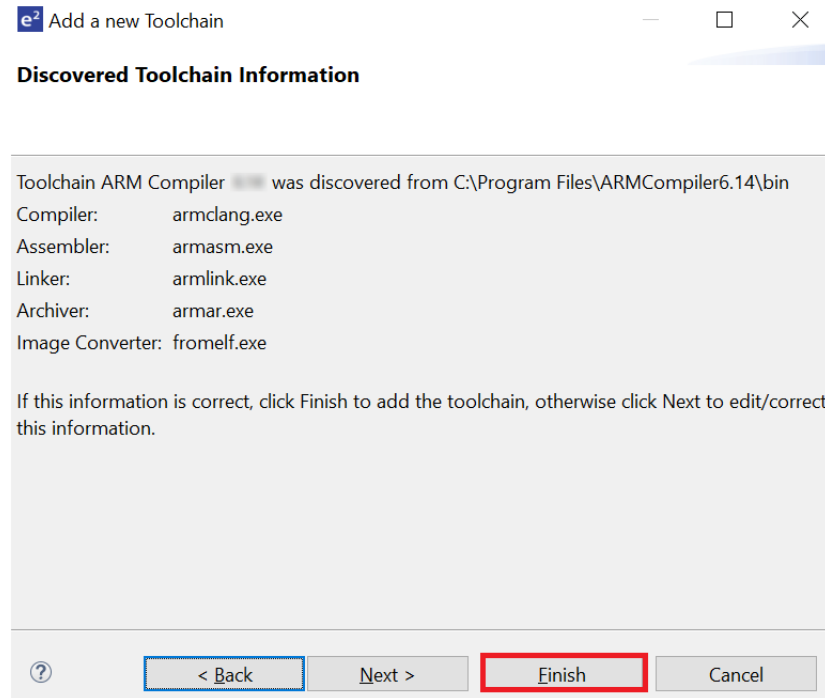 e² Add a new Toolchain
Discovered Toolchain Information
Toolchain ARM Compiler was discovered from C:\Program Files\ARMCompiler6.14\bin
Compiler: armclang.exe
Assembler: armasm.exe
Linker: armlink.exe
Archiver: armar.exe
Image Converter: fromelf.exe
If this information is correct, click Finish to add the toolchain, otherwise click Next to edit/correct
this information.
? < Back Next > Finish Cancel